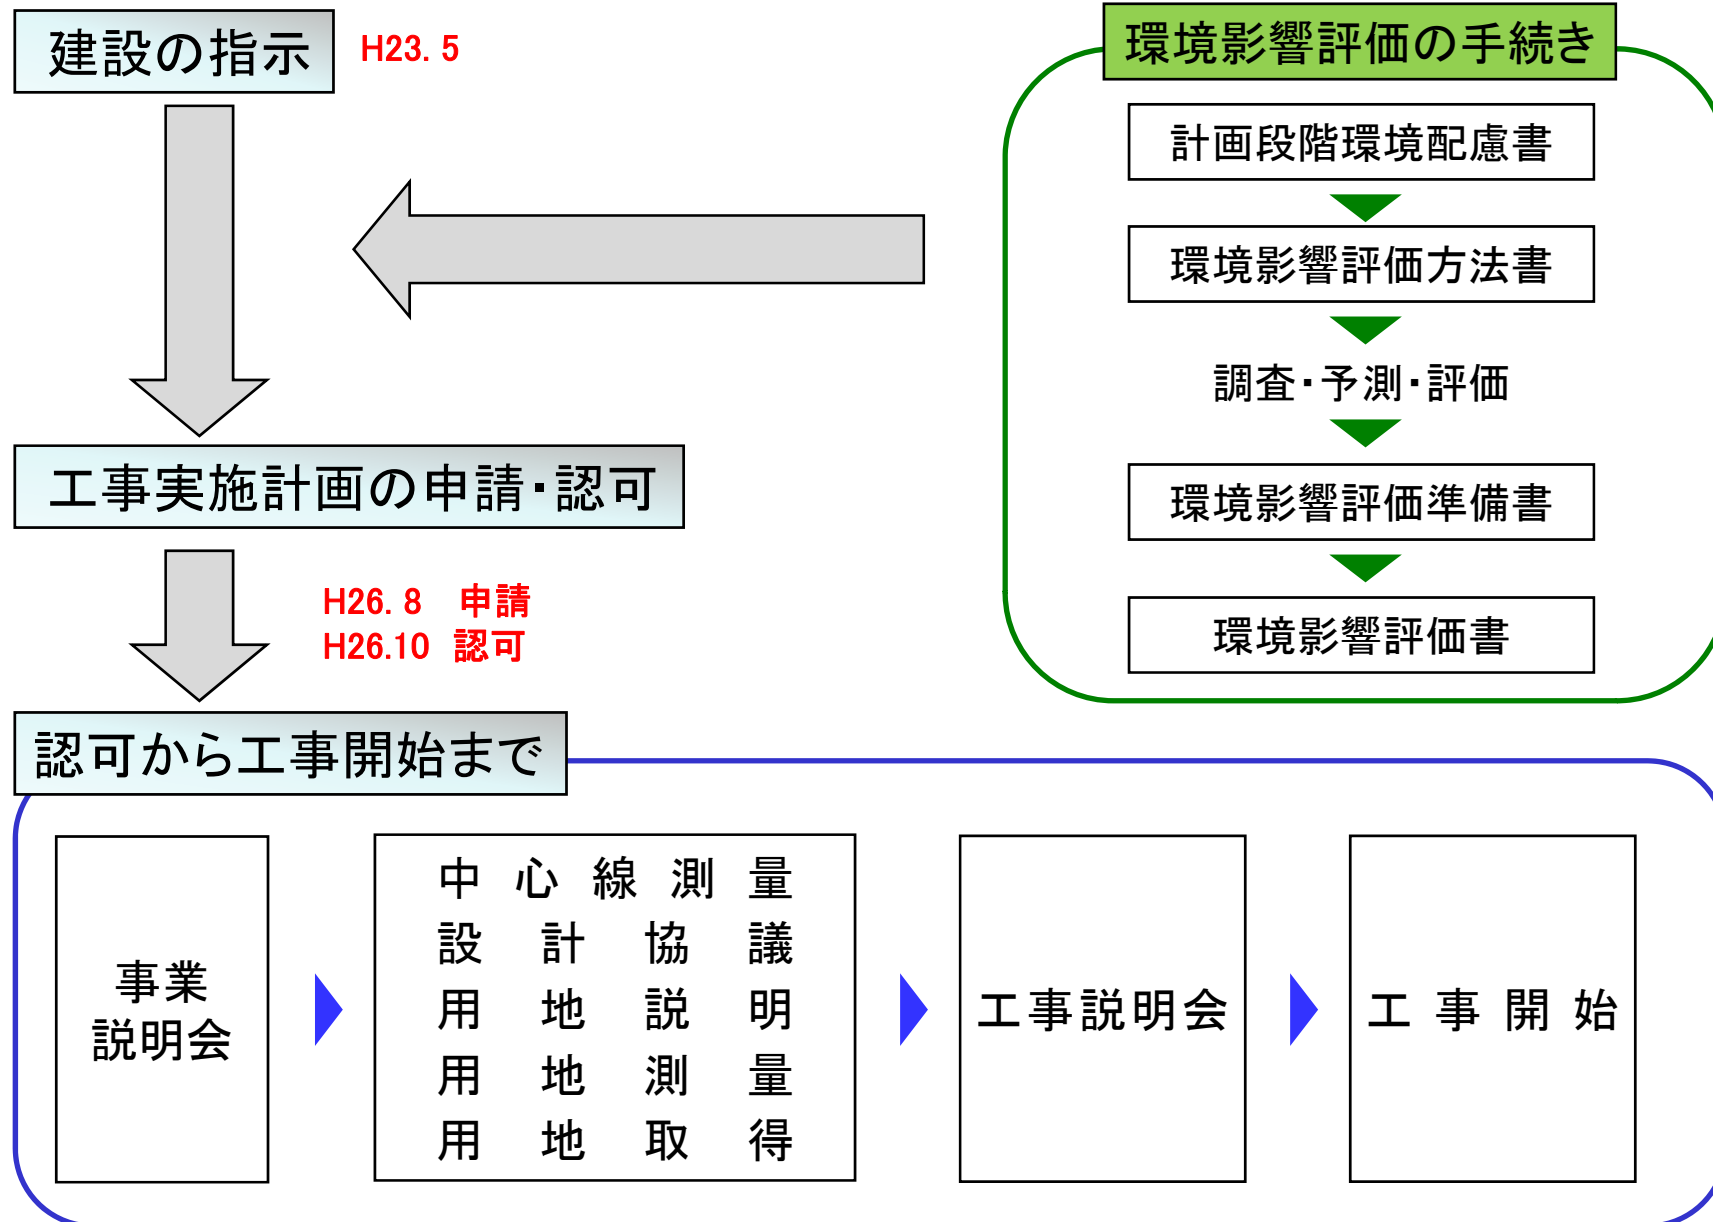 建設の指示
H23.5
環境影響評価の手続き
計画段階環境配慮書
環境影響評価方法書
調査・予測・評価
環境影響評価準備書
環境影響評価書
工事実施計画の申請・認可
H26.8 申請
H26.10 認可
認可から工事開始まで
事業
説明会
中心線測量
設計協議
用地説明
用地測量
用地取得
工事説明会
工事開始